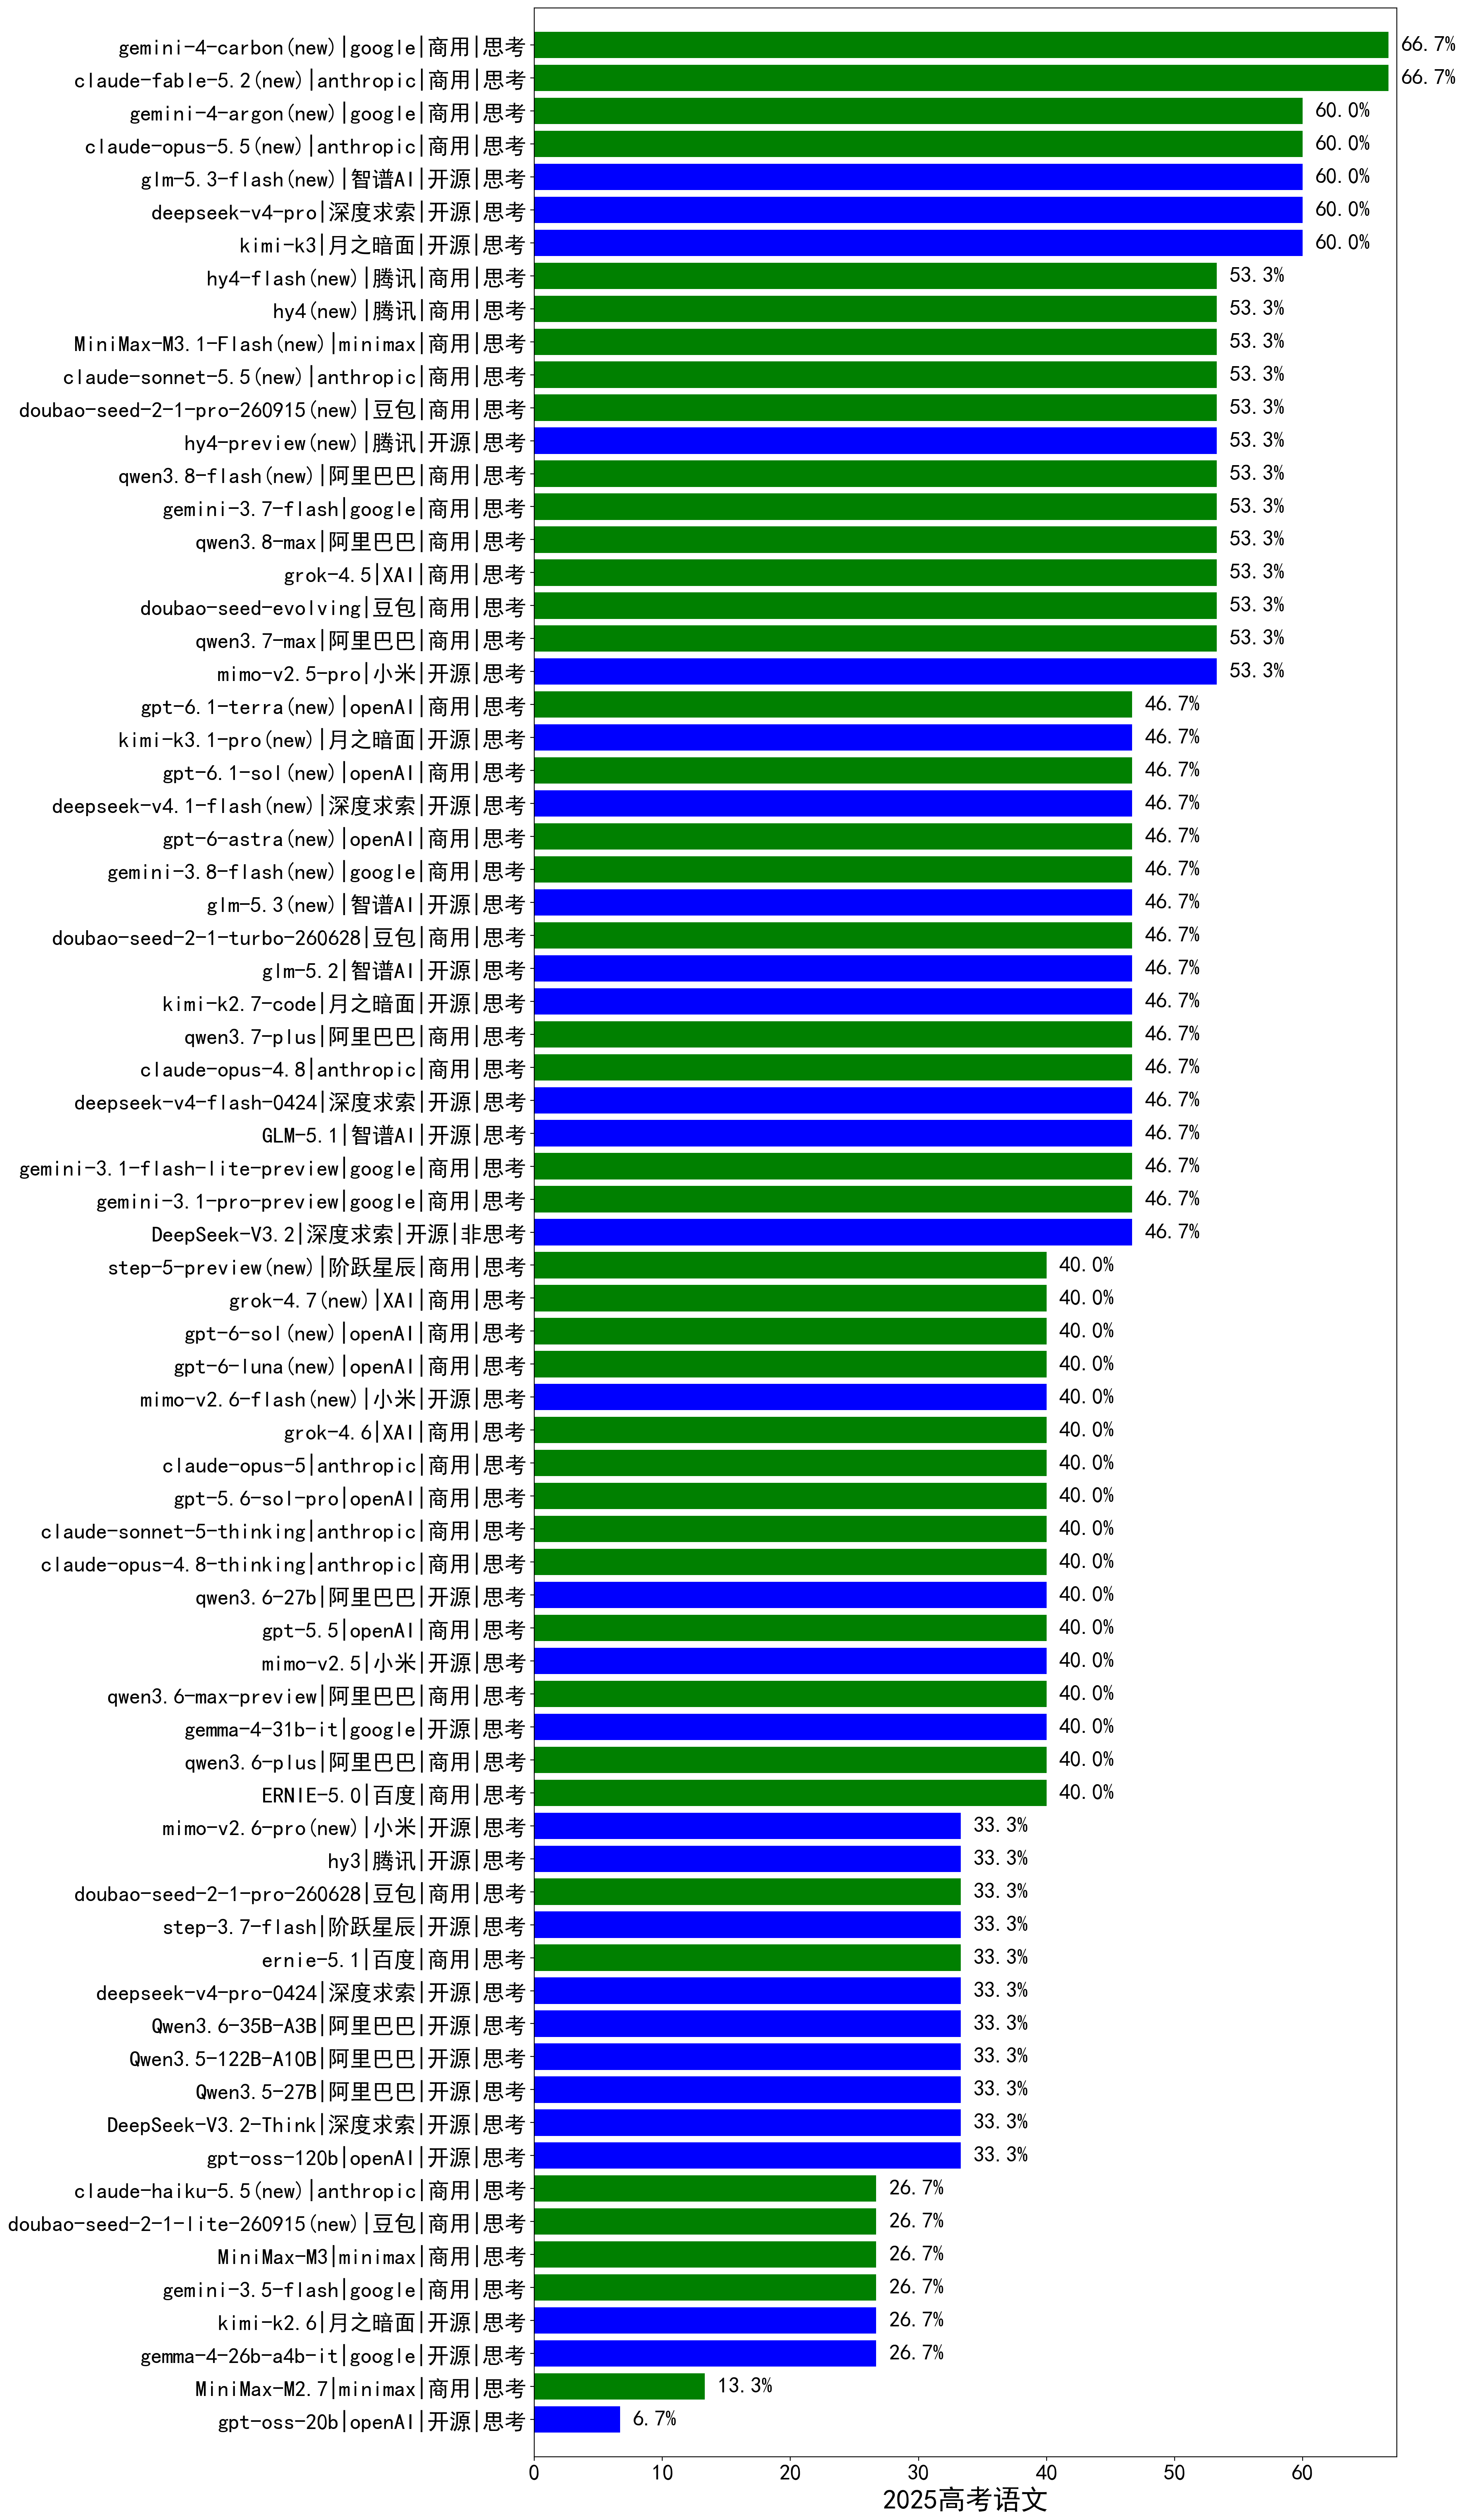 gemini-4-carbon(new)|google|商用|思考 66.7%
claude-fable-5.2(new)|anthropic|商用|思考 66.7%
gemini-4-argon(new)|google|商用|思考 60.0%
claude-opus-5.5(new)|anthropic|商用|思考 60.0%
glm-5.3-flash(new)|智谱AI|开源|思考 60.0%
deepseek-v4-pro|深度求索|开源|思考 60.0%
kimi-k3|月之暗面|开源|思考 60.0%
hy4-flash(new)|腾讯|商用|思考 53.3%
hy4(new)|腾讯|商用|思考 53.3%
MiniMax-M3.1-Flash(new)|minimax|商用|思考 53.3%
claude-sonnet-5.5(new)|anthropic|商用|思考 53.3%
doubao-seed-2-1-pro-260915(new)|豆包|商用|思考 53.3%
hy4-preview(new)|腾讯|开源|思考 53.3%
qwen3.8-flash(new)|阿里巴巴|商用|思考 53.3%
gemini-3.7-flash|google|商用|思考 53.3%
qwen3.8-max|阿里巴巴|商用|思考 53.3%
grok-4.5|XAI|商用|思考 53.3%
doubao-seed-evolving|豆包|商用|思考 53.3%
qwen3.7-max|阿里巴巴|商用|思考 53.3%
mimo-v2.5-pro|小米|开源|思考 53.3%
gpt-6.1-terra(new)|openAI|商用|思考 46.7%
kimi-k3.1-pro(new)|月之暗面|开源|思考 46.7%
gpt-6.1-sol(new)|openAI|商用|思考 46.7%
deepseek-v4.1-flash(new)|深度求索|开源|思考 46.7%
gpt-6-astra(new)|openAI|商用|思考 46.7%
gemini-3.8-flash(new)|google|商用|思考 46.7%
glm-5.3(new)|智谱AI|开源|思考 46.7%
doubao-seed-2-1-turbo-260628|豆包|商用|思考 46.7%
glm-5.2|智谱AI|开源|思考 46.7%
kimi-k2.7-code|月之暗面|开源|思考 46.7%
qwen3.7-plus|阿里巴巴|商用|思考 46.7%
claude-opus-4.8|anthropic|商用|思考 46.7%
deepseek-v4-flash-0424|深度求索|开源|思考 46.7%
GLM-5.1|智谱AI|开源|思考 46.7%
gemini-3.1-flash-lite-preview|google|商用|思考 46.7%
gemini-3.1-pro-preview|google|商用|思考 46.7%
DeepSeek-V3.2|深度求索|开源|非思考 46.7%
step-5-preview(new)|阶跃星辰|商用|思考 40.0%
grok-4.7(new)|XAI|商用|思考 40.0%
gpt-6-sol(new)|openAI|商用|思考 40.0%
gpt-6-luna(new)|openAI|商用|思考 40.0%
mimo-v2.6-flash(new)|小米|开源|思考 40.0%
grok-4.6|XAI|商用|思考 40.0%
claude-opus-5|anthropic|商用|思考 40.0%
gpt-5.6-sol-pro|openAI|商用|思考 40.0%
claude-sonnet-5-thinking|anthropic|商用|思考 40.0%
claude-opus-4.8-thinking|anthropic|商用|思考 40.0%
qwen3.6-27b|阿里巴巴|开源|思考 40.0%
gpt-5.5|openAI|商用|思考 40.0%
mimo-v2.5|小米|开源|思考 40.0%
qwen3.6-max-preview|阿里巴巴|商用|思考 40.0%
gemma-4-31b-it|google|开源|思考 40.0%
qwen3.6-plus|阿里巴巴|商用|思考 40.0%
ERNIE-5.0|百度|商用|思考 40.0%
mimo-v2.6-pro(new)|小米|开源|思考 33.3%
hy3|腾讯|开源|思考 33.3%
doubao-seed-2-1-pro-260628|豆包|商用|思考 33.3%
step-3.7-flash|阶跃星辰|开源|思考 33.3%
ernie-5.1|百度|商用|思考 33.3%
deepseek-v4-pro-0424|深度求索|开源|思考 33.3%
Qwen3.6-35B-A3B|阿里巴巴|开源|思考 33.3%
Qwen3.5-122B-A10B|阿里巴巴|开源|思考 33.3%
Qwen3.5-27B|阿里巴巴|开源|思考 33.3%
DeepSeek-V3.2-Think|深度求索|开源|思考 33.3%
gpt-oss-120b|openAI|开源|思考 33.3%
claude-haiku-5.5(new)|anthropic|商用|思考 26.7%
doubao-seed-2-1-lite-260915(new)|豆包|商用|思考 26.7%
MiniMax-M3|minimax|商用|思考 26.7%
gemini-3.5-flash|google|商用|思考 26.7%
kimi-k2.6|月之暗面|开源|思考 26.7%
gemma-4-26b-a4b-it|google|开源|思考 26.7%
MiniMax-M2.7|minimax|商用|思考 13.3%
gpt-oss-20b|openAI|开源|思考 6.7%
0 10 20 30 40 50 60
2025高考语文